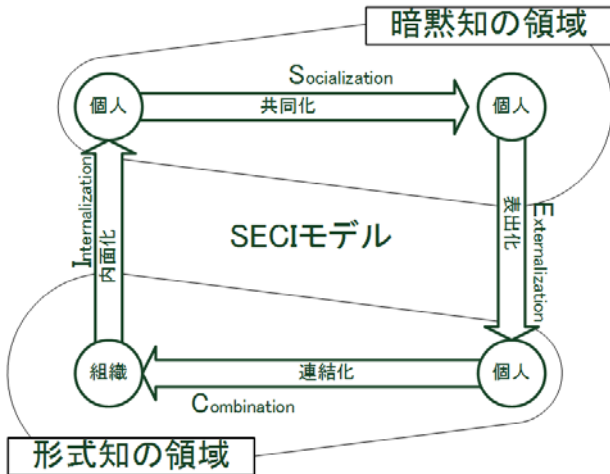 暗黙知の領域
Socialization
個人
共同化
個人
Internalization
内面化
SECIモデル
表出化
Externalization
組織
連結化
個人
Combination
形式知の領域